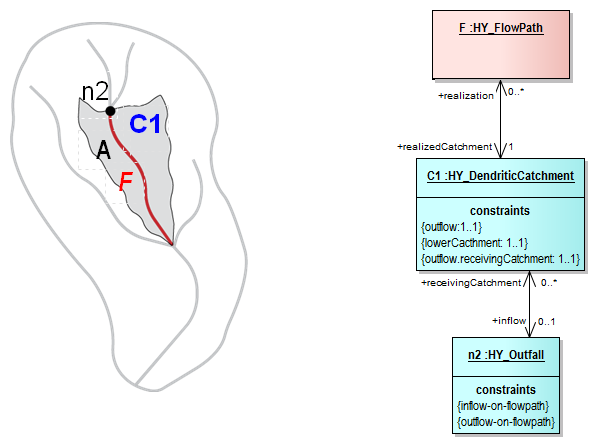 n2
C1
A
F
F :HY_FlowPath
+realization
0..*
+realizedCatchment
1
C1 :HY_DendriticCatchment
constraints
{outflow:1..1}
{lowerCacthment: 1..1}
{outflow.receivingCatchment: 1..1}
+receivingCatchment
0..*
+inflow
0..1
n2 :HY_Outfall
constraints
{inflow-on-flowpath}
{outflow-on-flowpath}